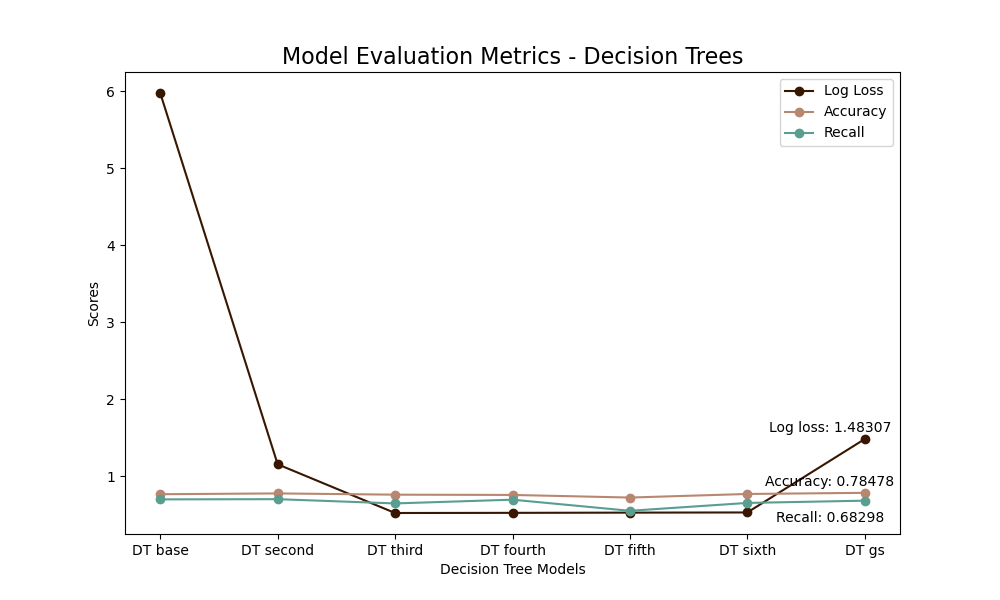 Model Evaluation Metrics - Decision Trees
Log Loss
Accuracy
Recall
6
5
4
3
2
1
Scores
Log loss: 1.48307
Accuracy: 0.78478
Recall: 0.68298
DT base
DT second
DT third
DT fourth
DT fifth
DT sixth
DT gs
Decision Tree Models